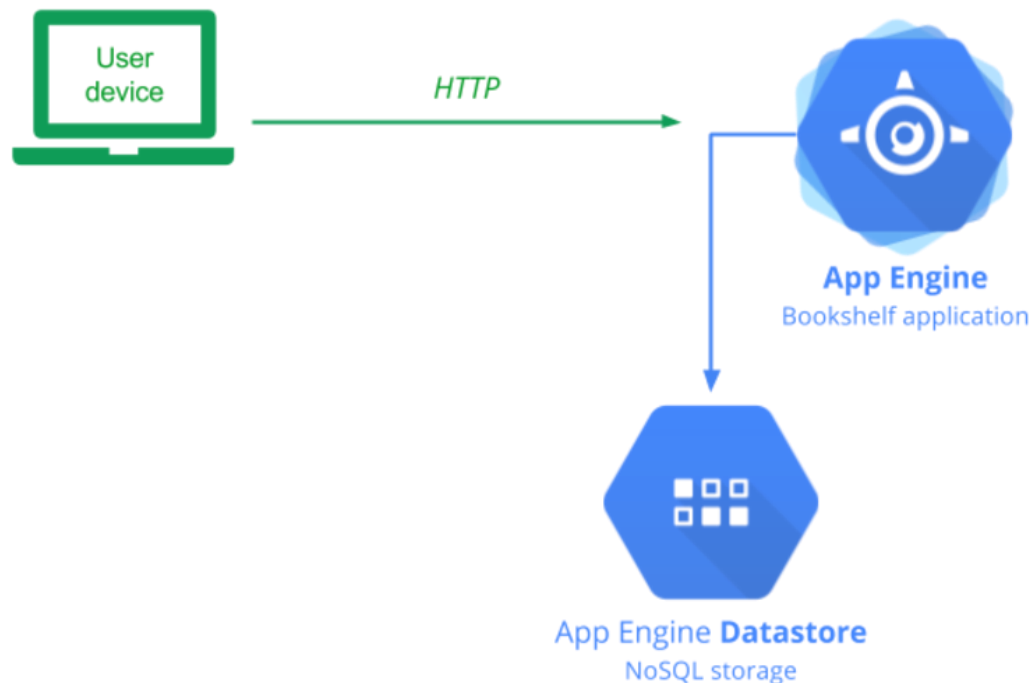 User
device
HTTP
App Engine
Bookshelf application
App Engine Datastore
NoSQL storage